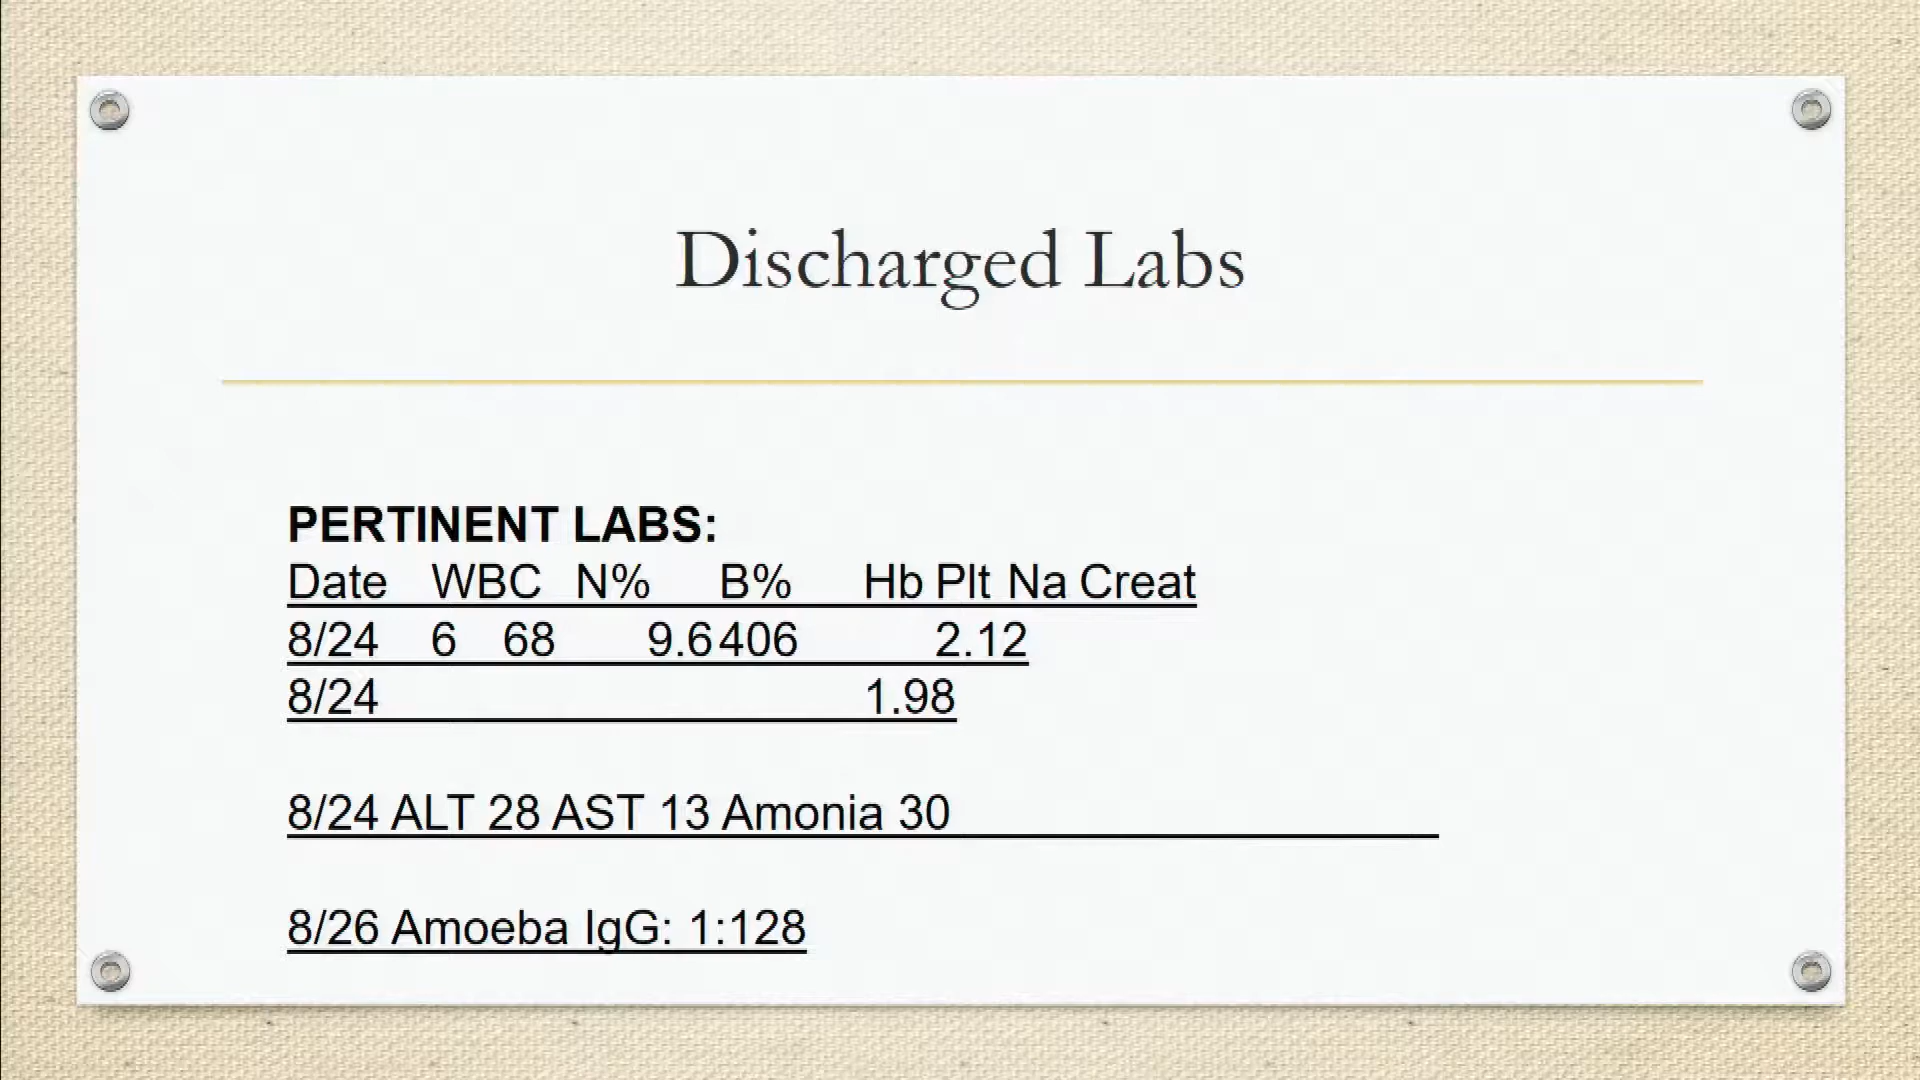 Discharged Labs
PERTINENT LABS:
Date WBC N% B% Hb Plt Na Creat
8/24 6 68 9.6 406 2.12
8/24 1.98
8/24 ALT 28 AST 13 Amonia 30
8/26 Amoeba IgG: 1:128